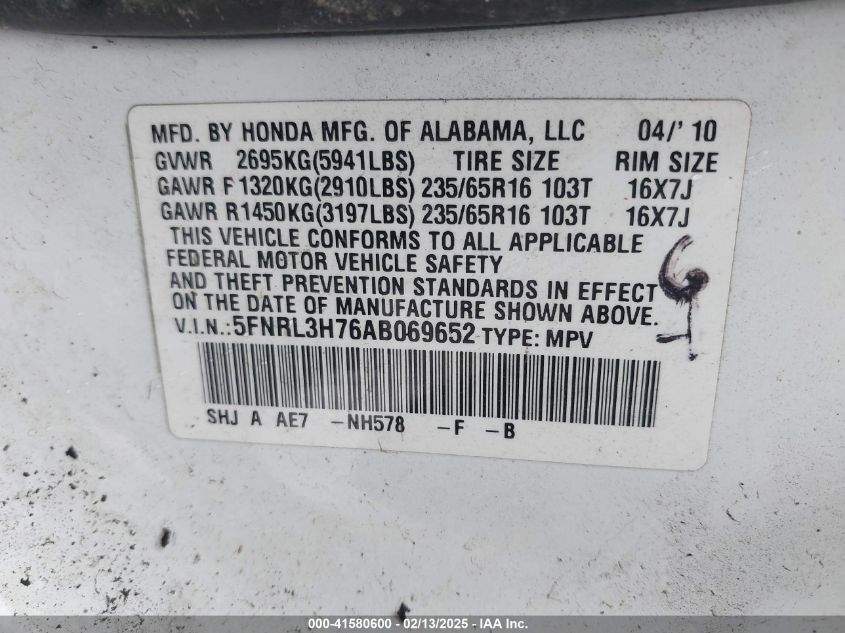 MFD. BY HONDA MFG. OF ALABAMA, LLC 04/'10
GVWR 2695KG(5941LBS) TIRE SIZE RIM SIZE
GAWR F1320KG(2910LBS) 235/65R16 103T 16X7J
GAWR R1450KG(3197LBS) 235/65R16 103T 16X7J
THIS VEHICLE CONFORMS TO ALL APPLICABLE
FEDERAL MOTOR VEHICLE SAFETY
AND THEFT PREVENTION STANDARDS IN EFFECT
ON THE DATE OF MANUFACTURE SHOWN ABOVE.
V.I.N.:5FNRL3H76AB069652 TYPE: MPV
SHJ A AE7 -NH578 -F -B
000-41580600 - 02/13/2025 - IAA Inc.